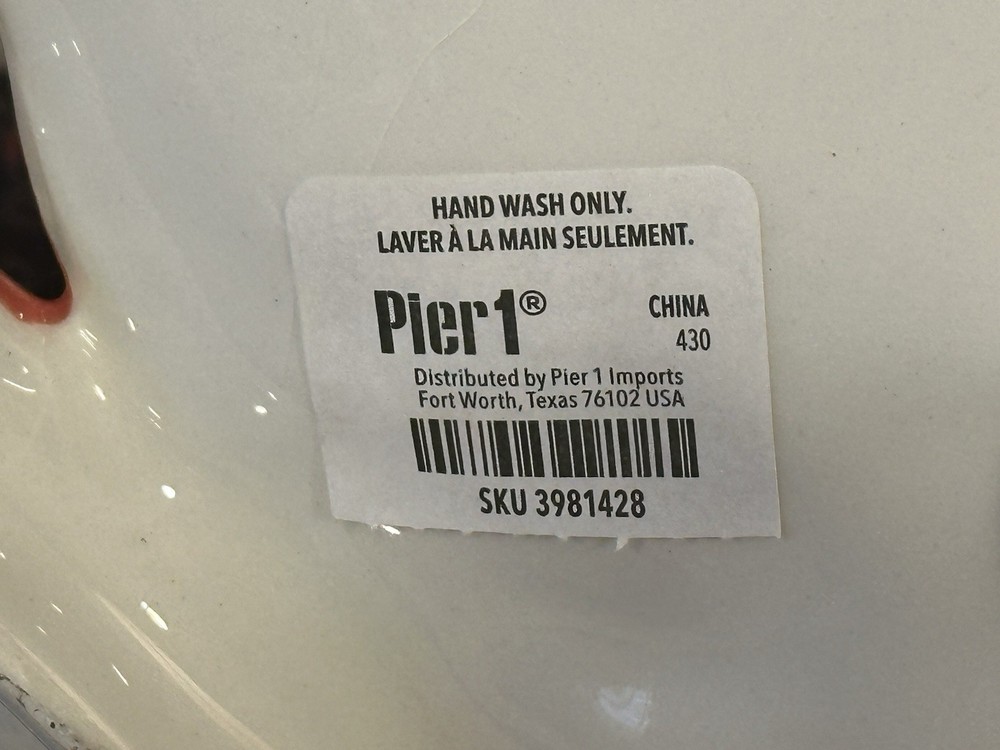 HAND WASH ONLY.
LAVER À LA MAIN SEULEMENT.
Pier1®
CHINA
430
Distributed by Pier 1 Imports
Fort Worth, Texas 76102 USA
SKU 3981428